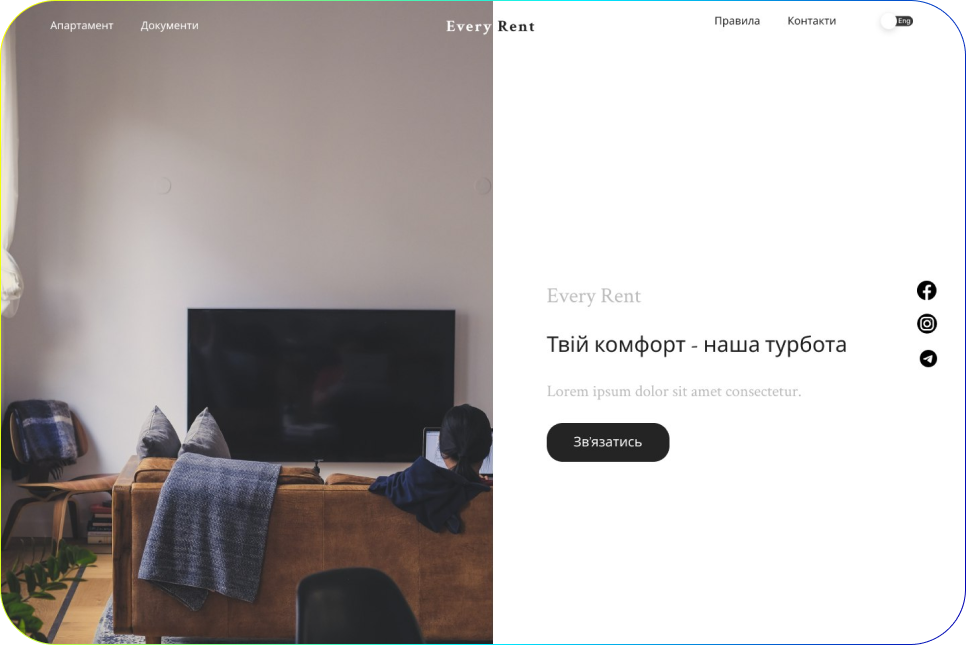 Апартамент
Документи
Every Rent
Правила
Контакти
Eng
Every Rent
Твій комфорт - наша турбота
Lorem ipsum dolor sit amet consectetur.
Зв'язатись